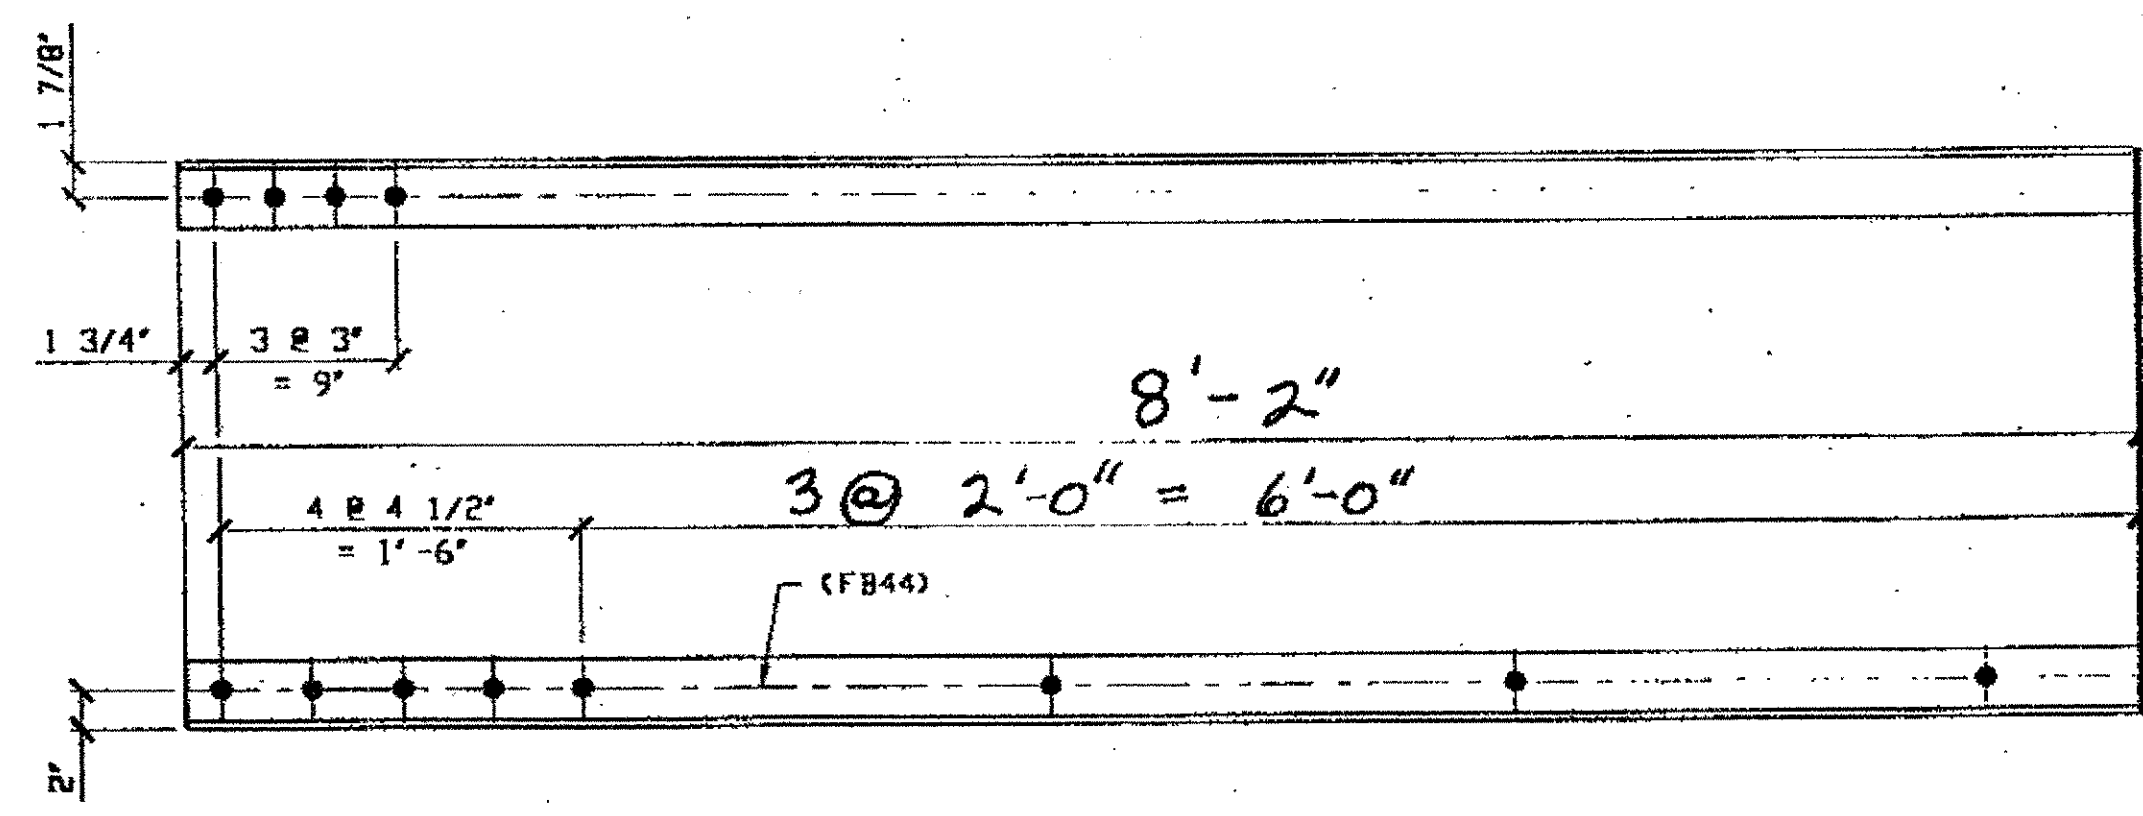 1 7/8"
1 3/4"
3 @ 3"
= 9"
8'-2"
4 @ 4 1/2"
= 1'-6"
3 @ 2'-0" = 6'-0"
(FB44)
2"